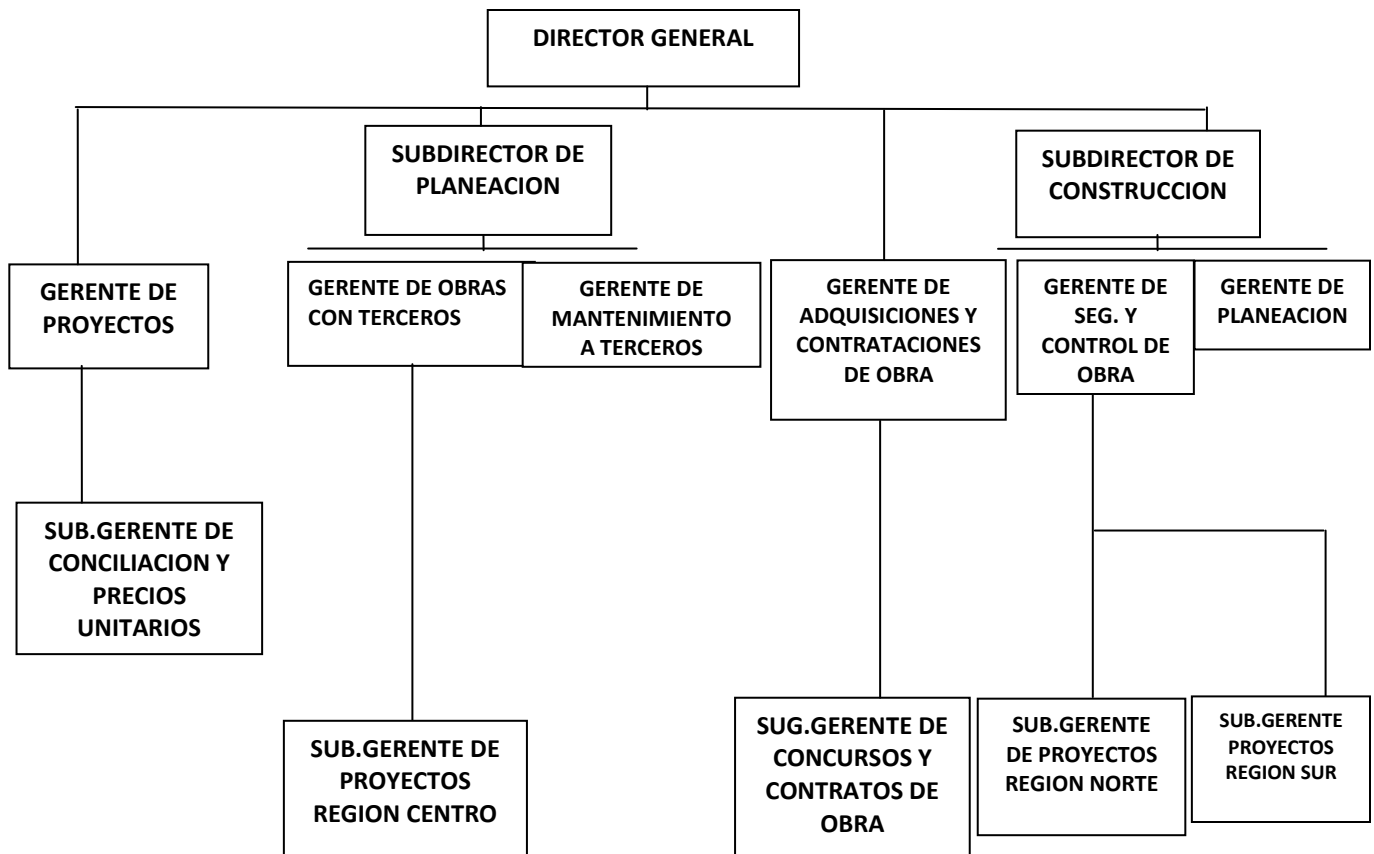 DIRECTOR GENERAL
SUBDIRECTOR DE
PLANEACION
SUBDIRECTOR DE
CONSTRUCCION
GERENTE DE
PROYECTOS
GERENTE DE OBRAS
CON TERCEROS
GERENTE DE
MANTENIMIENTO
A TERCEROS
GERENTE DE
ADQUISICIONES Y
CONTRATACIONES
DE OBRA
GERENTE DE
SEG. Y
CONTROL DE
OBRA
GERENTE DE
PLANEACION
SUB.GERENTE DE
CONCILIACION Y
PRECIOS
UNITARIOS
SUB.GERENTE DE
PROYECTOS
REGION CENTRO
SUG.GERENTE DE
CONCURSOS Y
CONTRATOS DE
OBRA
SUB.GERENTE
DE PROYECTOS
REGION NORTE
SUB.GERENTE
PROYECTOS
REGION SUR